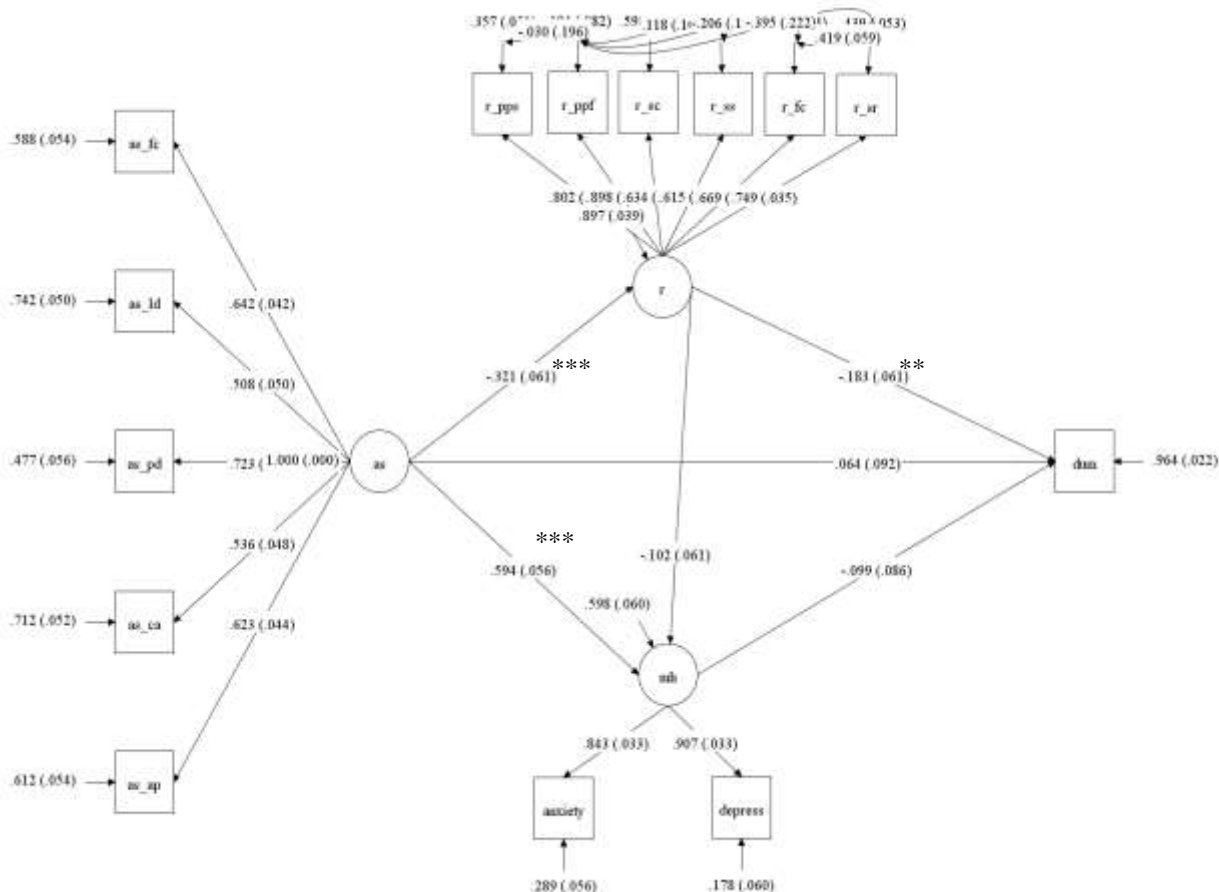 .357
.118
-.206
-.395 (.222)
-.030 (.196)
.419 (.059)
r_pps
r_ppf
r_sc
r_ss
r_fc
r_sr
.588 (.054)
as_fc
.802 (.898 (.634 (.615 (.669 (.749 (.035)
.897 (.039)
.742 (.050)
as_ld
.642 (.042)
r
***
**
-.321 (.061)
-.183 (.061)
.508 (.050)
.477 (.056)
as_pd
.723 (1.000 (.000)
as
.064 (.092)
dum
.964 (.022)
***
.536 (.048)
-.102 (.061)
.594 (.056)
-.099 (.086)
.598 (.060)
.712 (.052)
as_ca
.623 (.044)
mh
.843 (.033)
.907 (.033)
.612 (.054)
as_ap
anxiety
depress
.289 (.056)
.178 (.060)